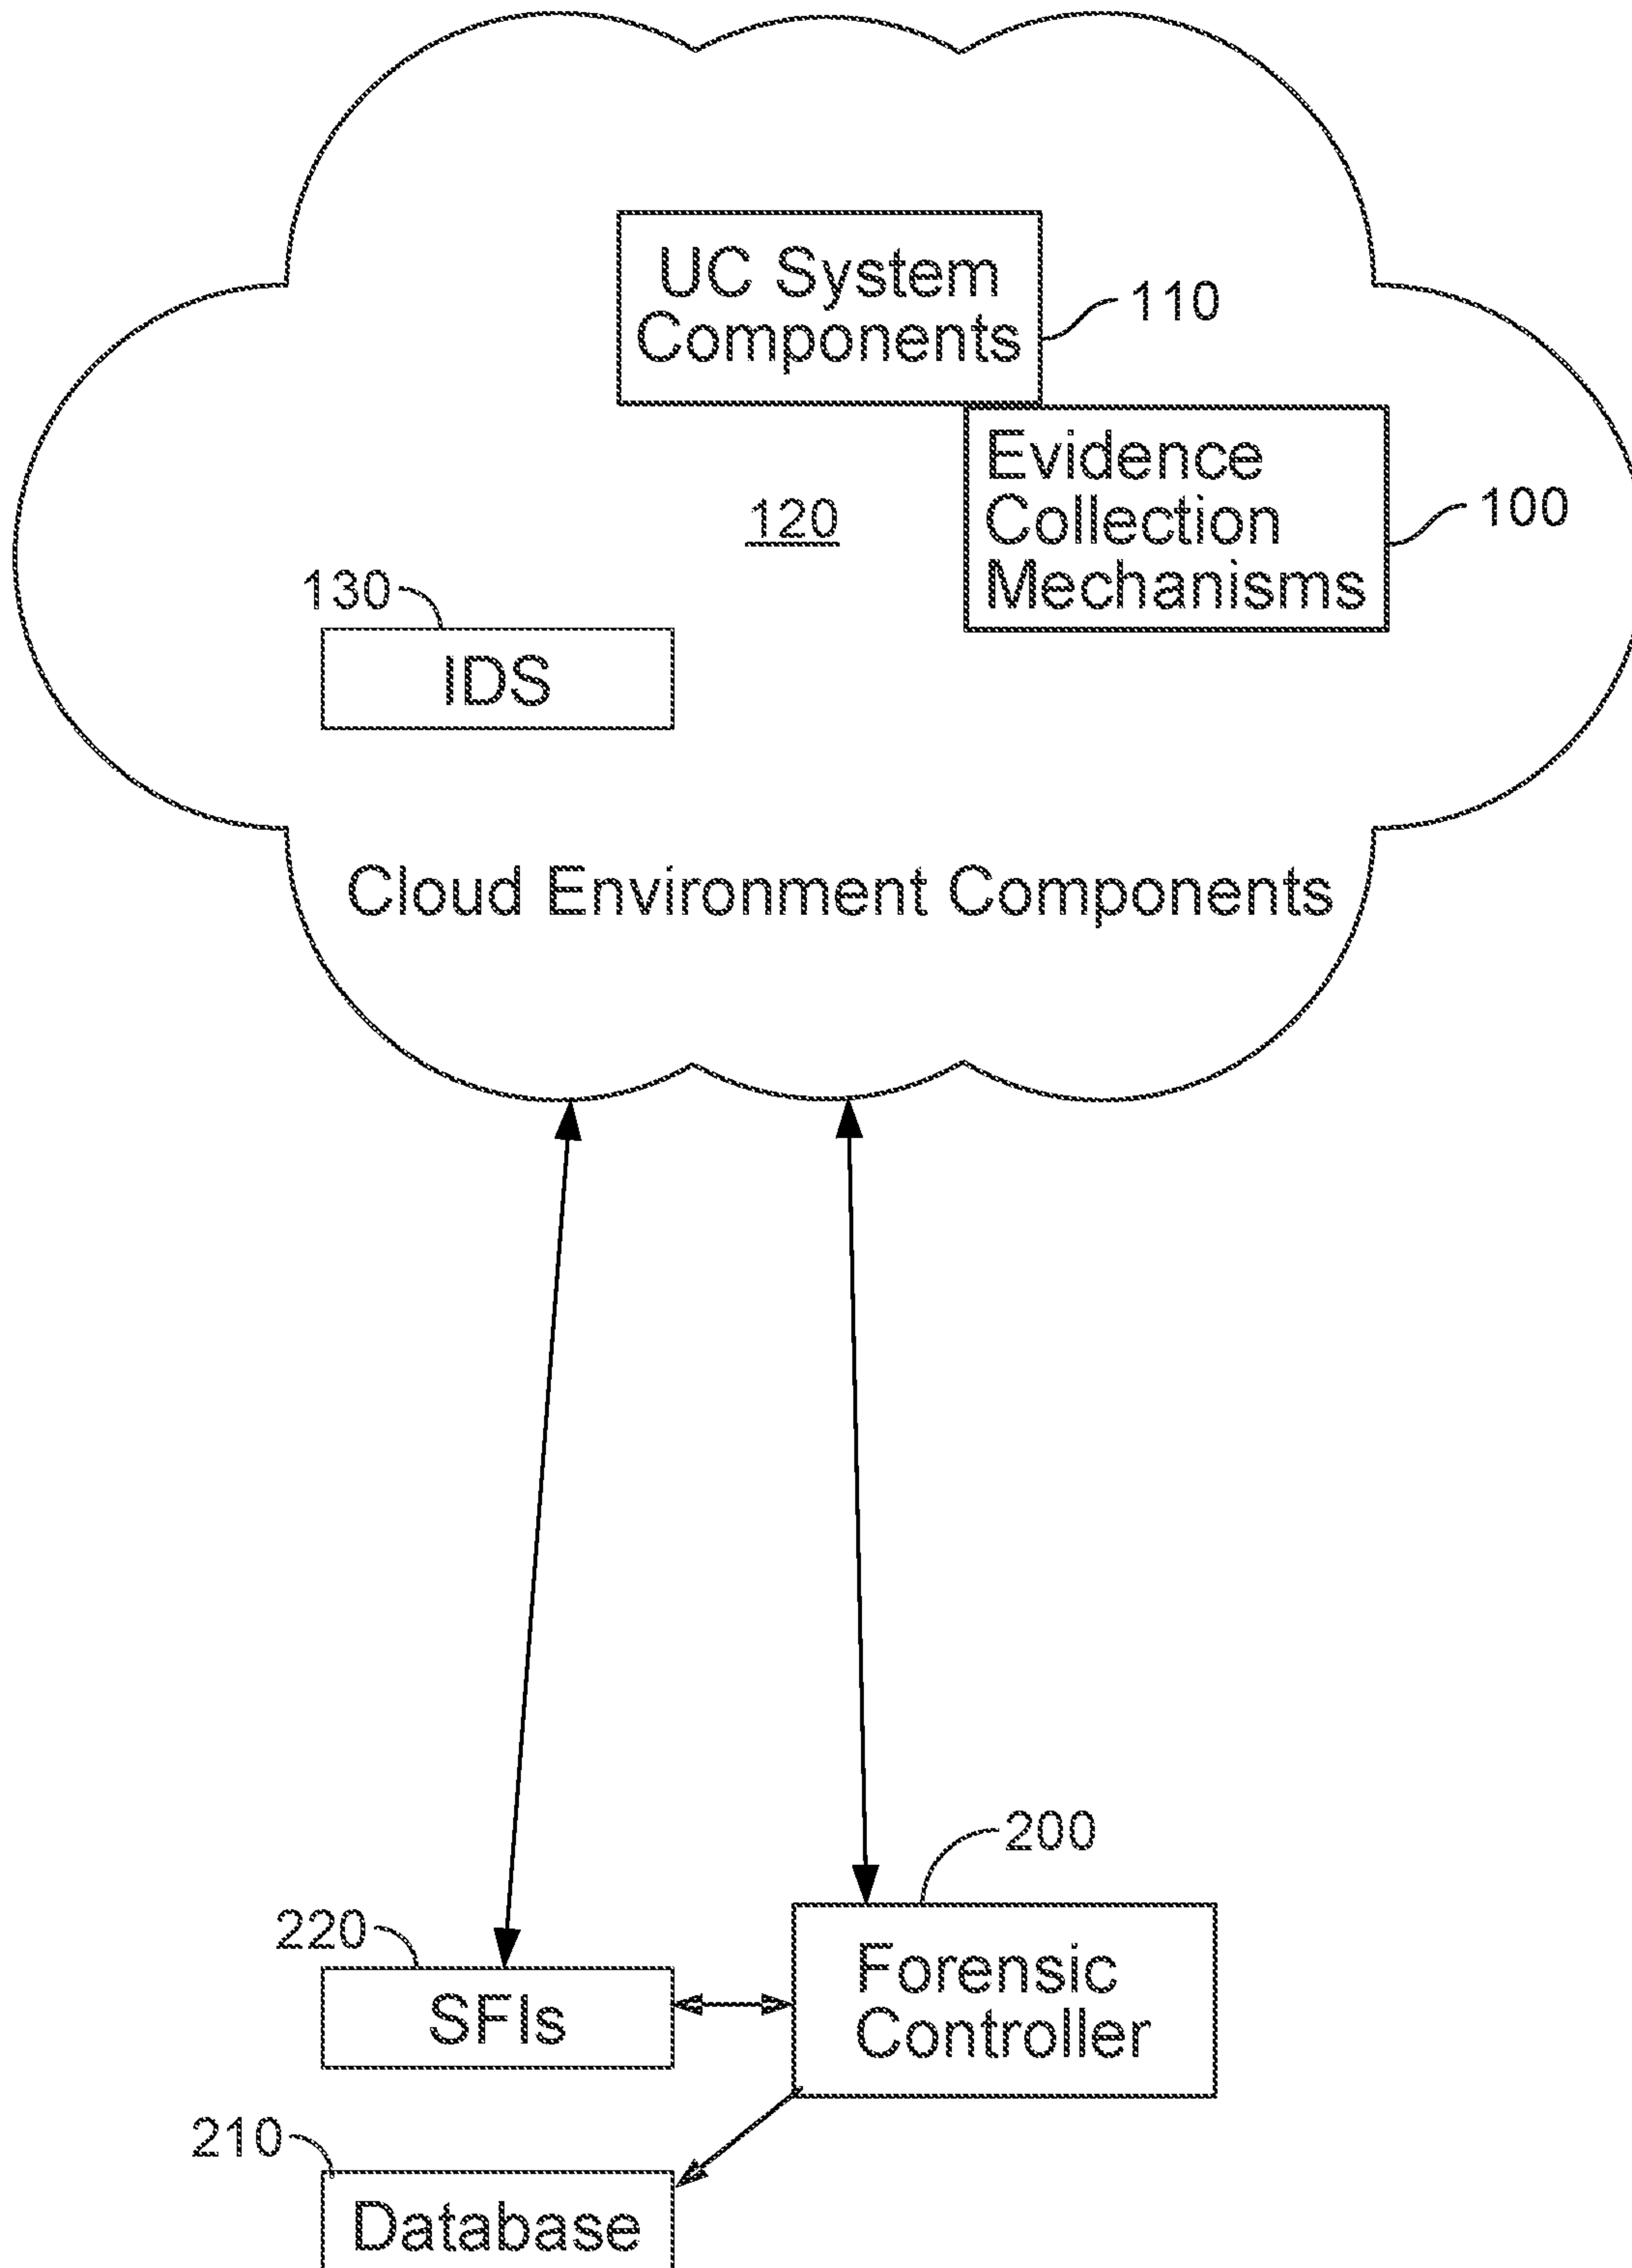 UC System
Components
110
Evidence
Collection
Mechanisms
100
120
130
IDS
Cloud Environment Components
200
220
Forensic
Controller
SFIs
210
Database